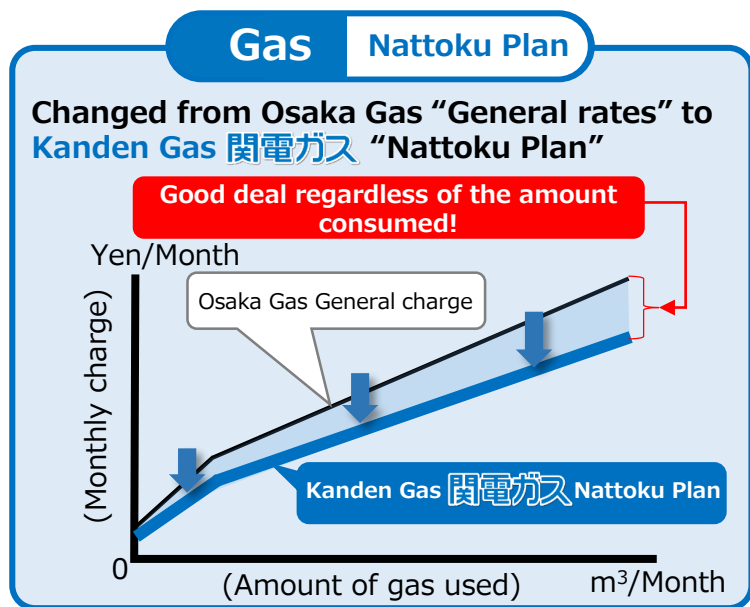 Gas Nattoku Plan
Changed from Osaka Gas “General rates” to
Kanden Gas 関電ガス “Nattoku Plan”
Good deal regardless of the amount
consumed!
Yen/Month
Osaka Gas General charge
(Monthly charge)
Kanden Gas 関電ガス Nattoku Plan
0
(Amount of gas used)
m³/Month